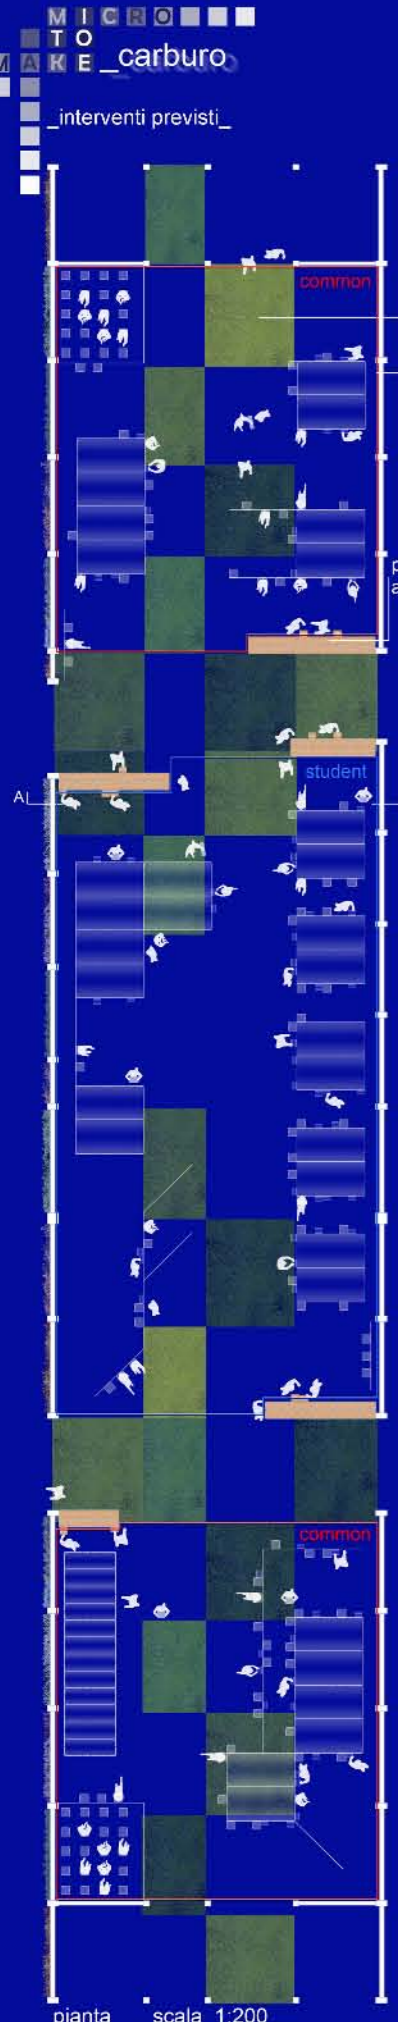 MICRO
TO
MAKE _carburo
_interventi previsti_
common
p
a
student
A|
common
pianta scala 1:200